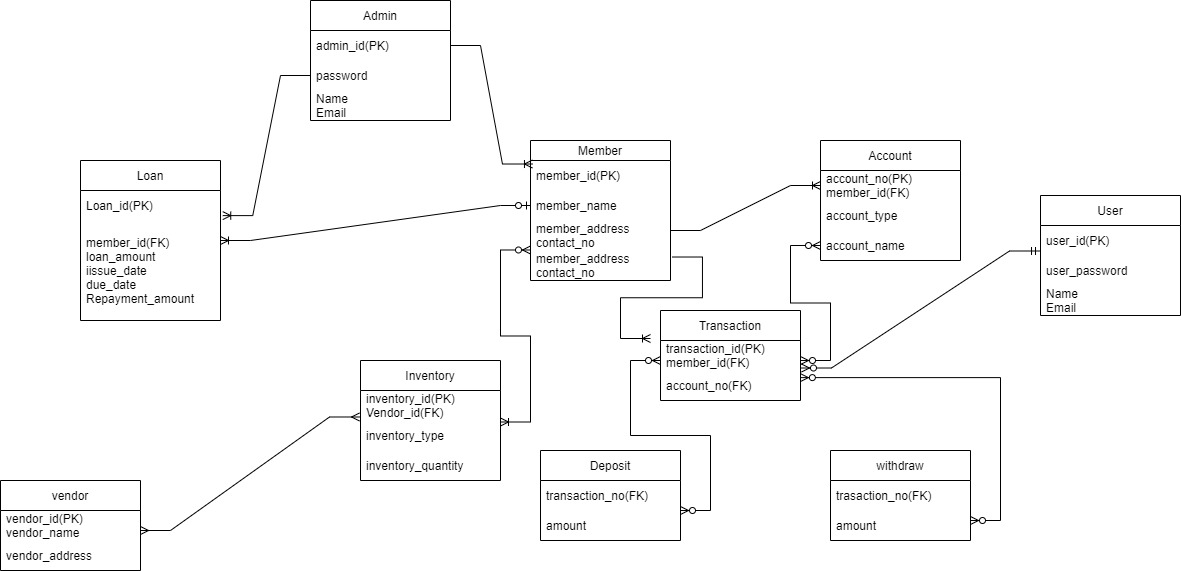 Admin
admin_id(PK)
password
Name
Email
Loan
Loan_id(PK)
member_id(FK)
loan_amount
iissue_date
due_date
Repayment_amount
Member
member_id(PK)
member_name
member_address
contact_no
member_address
contact_no
Account
account_no(PK)
member_id(FK)
account_type
account_name
User
user_id(PK)
user_password
Name
Email
Transaction
transaction_id(PK)
member_id(FK)
account_no(FK)
Inventory
inventory_id(PK)
Vendor_id(FK)
inventory_type
inventory_quantity
Deposit
transaction_no(FK)
amount
withdraw
trasaction_no(FK)
amount
vendor
vendor_id(PK)
vendor_name
vendor_address